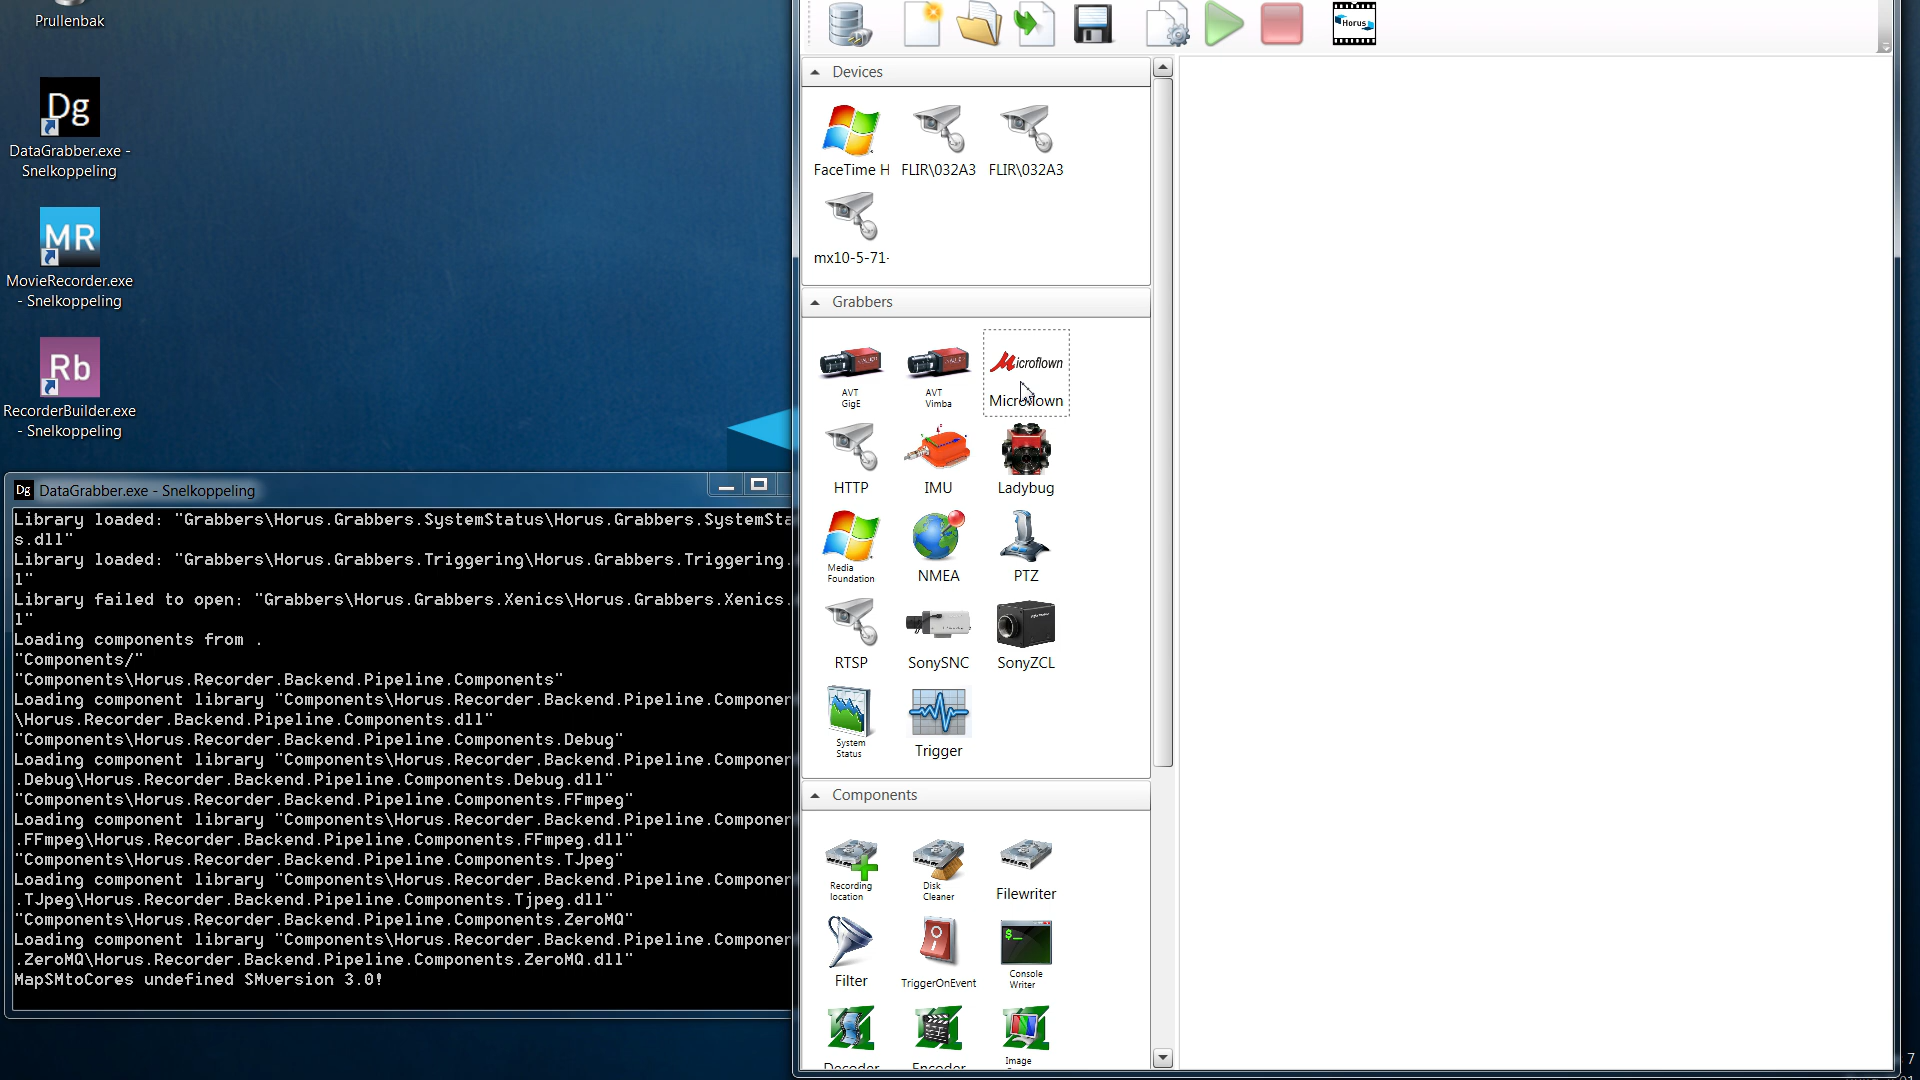 Prullenbak
Dg
DataGrabber.exe -
Snelkoppeling
MR
MovieRecorder.exe
- Snelkoppeling
Rb
RecorderBuilder.exe
- Snelkoppeling
Dg DataGrabber.exe - Snelkoppeling
Library loaded: "Grabbers\Horus.Grabbers.SystemStatus\Horus.Grabbers.SystemSta
s.dll"
Library loaded: "Grabbers\Horus.Grabbers.Triggering\Horus.Grabbers.Triggering.
l"
Library failed to open: "Grabbers\Horus.Grabbers.Xenics\Horus.Grabbers.Xenics.
l"
Loading components from .
"Components/"
"Components\Horus.Recorder.Backend.Pipeline.Components"
Loading component library "Components\Horus.Recorder.Backend.Pipeline.Componen
\Horus.Recorder.Backend.Pipeline.Components.dll"
"Components\Horus.Recorder.Backend.Pipeline.Components.Debug"
Loading component library "Components\Horus.Recorder.Backend.Pipeline.Componen
.Debug\Horus.Recorder.Backend.Pipeline.Components.Debug.dll"
"Components\Horus.Recorder.Backend.Pipeline.Components.FFmpeg"
Loading component library "Components\Horus.Recorder.Backend.Pipeline.Componen
.FFmpeg\Horus.Recorder.Backend.Pipeline.Components.FFmpeg.dll"
"Components\Horus.Recorder.Backend.Pipeline.Components.TJpeg"
Loading component library "Components\Horus.Recorder.Backend.Pipeline.Componen
.TJpeg\Horus.Recorder.Backend.Pipeline.Components.Tjpeg.dll"
"Components\Horus.Recorder.Backend.Pipeline.Components.ZeroMQ"
Loading component library "Components\Horus.Recorder.Backend.Pipeline.Componen
.ZeroMQ\Horus.Recorder.Backend.Pipeline.Components.ZeroMQ.dll"
MapSMtoCores undefined SMversion 3.0!
Horus
Devices
FaceTime H FLIR\032A3 FLIR\032A3
mx10-5-71-
Grabbers
Microflown
AVT GigE
AVT Vimba
Microflown
HTTP IMU Ladybug
Media Foundation
NMEA PTZ
RTSP SonySNC SonyZCL
System Status
Trigger
Components
Recording location
Disk Cleaner
Filewriter
$_
Filter TriggerOnEvent
Console Writer
Decoder Encoder Image
7